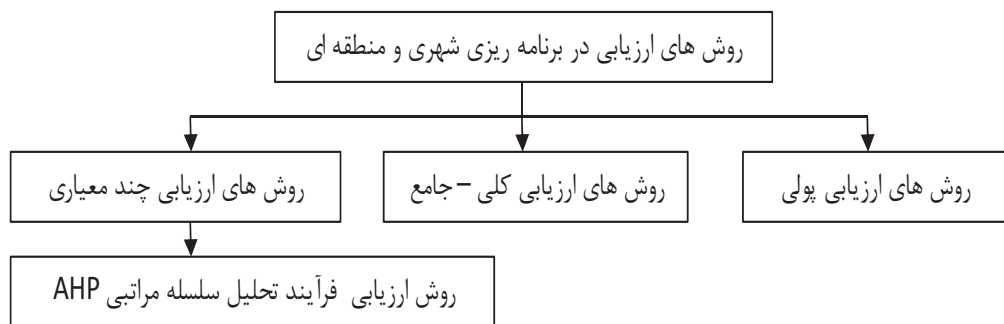 روش های ارزیابی در برنامه ریزی شهری و منطقه ای
روش های ارزیابی پولی
روش های ارزیابی کلی – جامع
روش های ارزیابی چند معیاری
روش ارزیابی فرآیند تحلیل سلسله مراتبی AHP